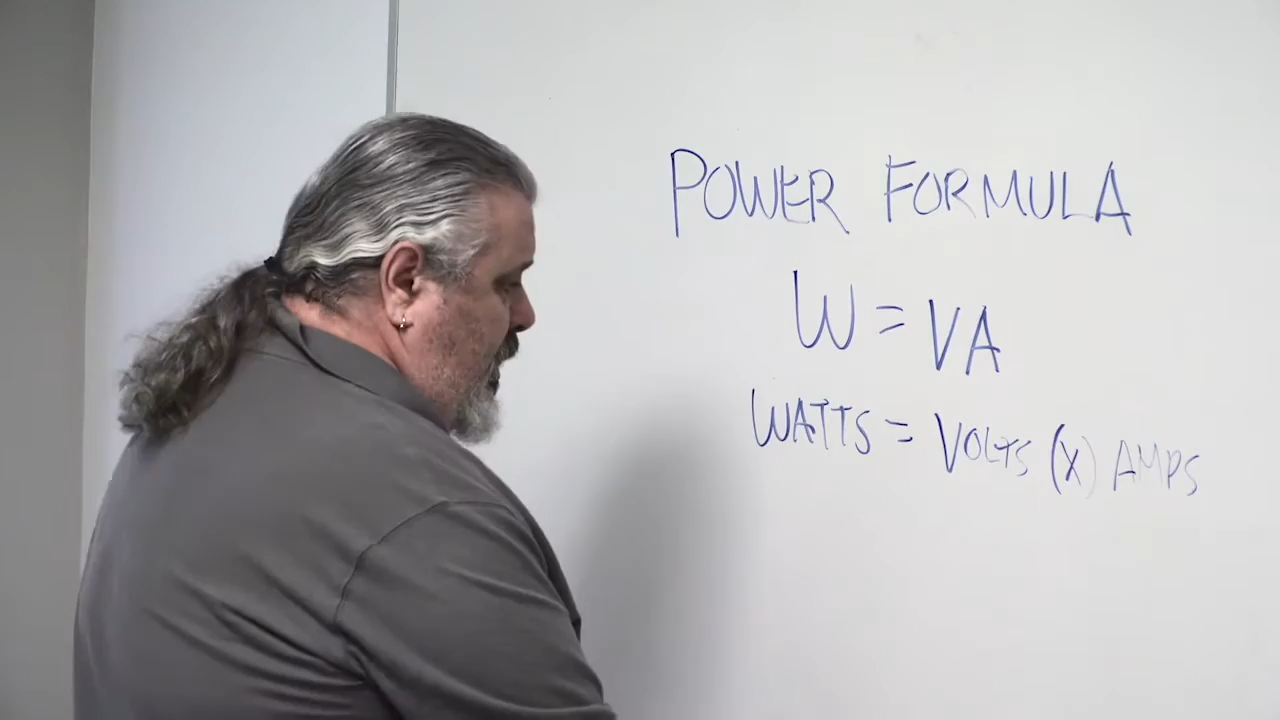 POWER FORMULA
W = VA
WATTS = VOLTS (X) AMPS